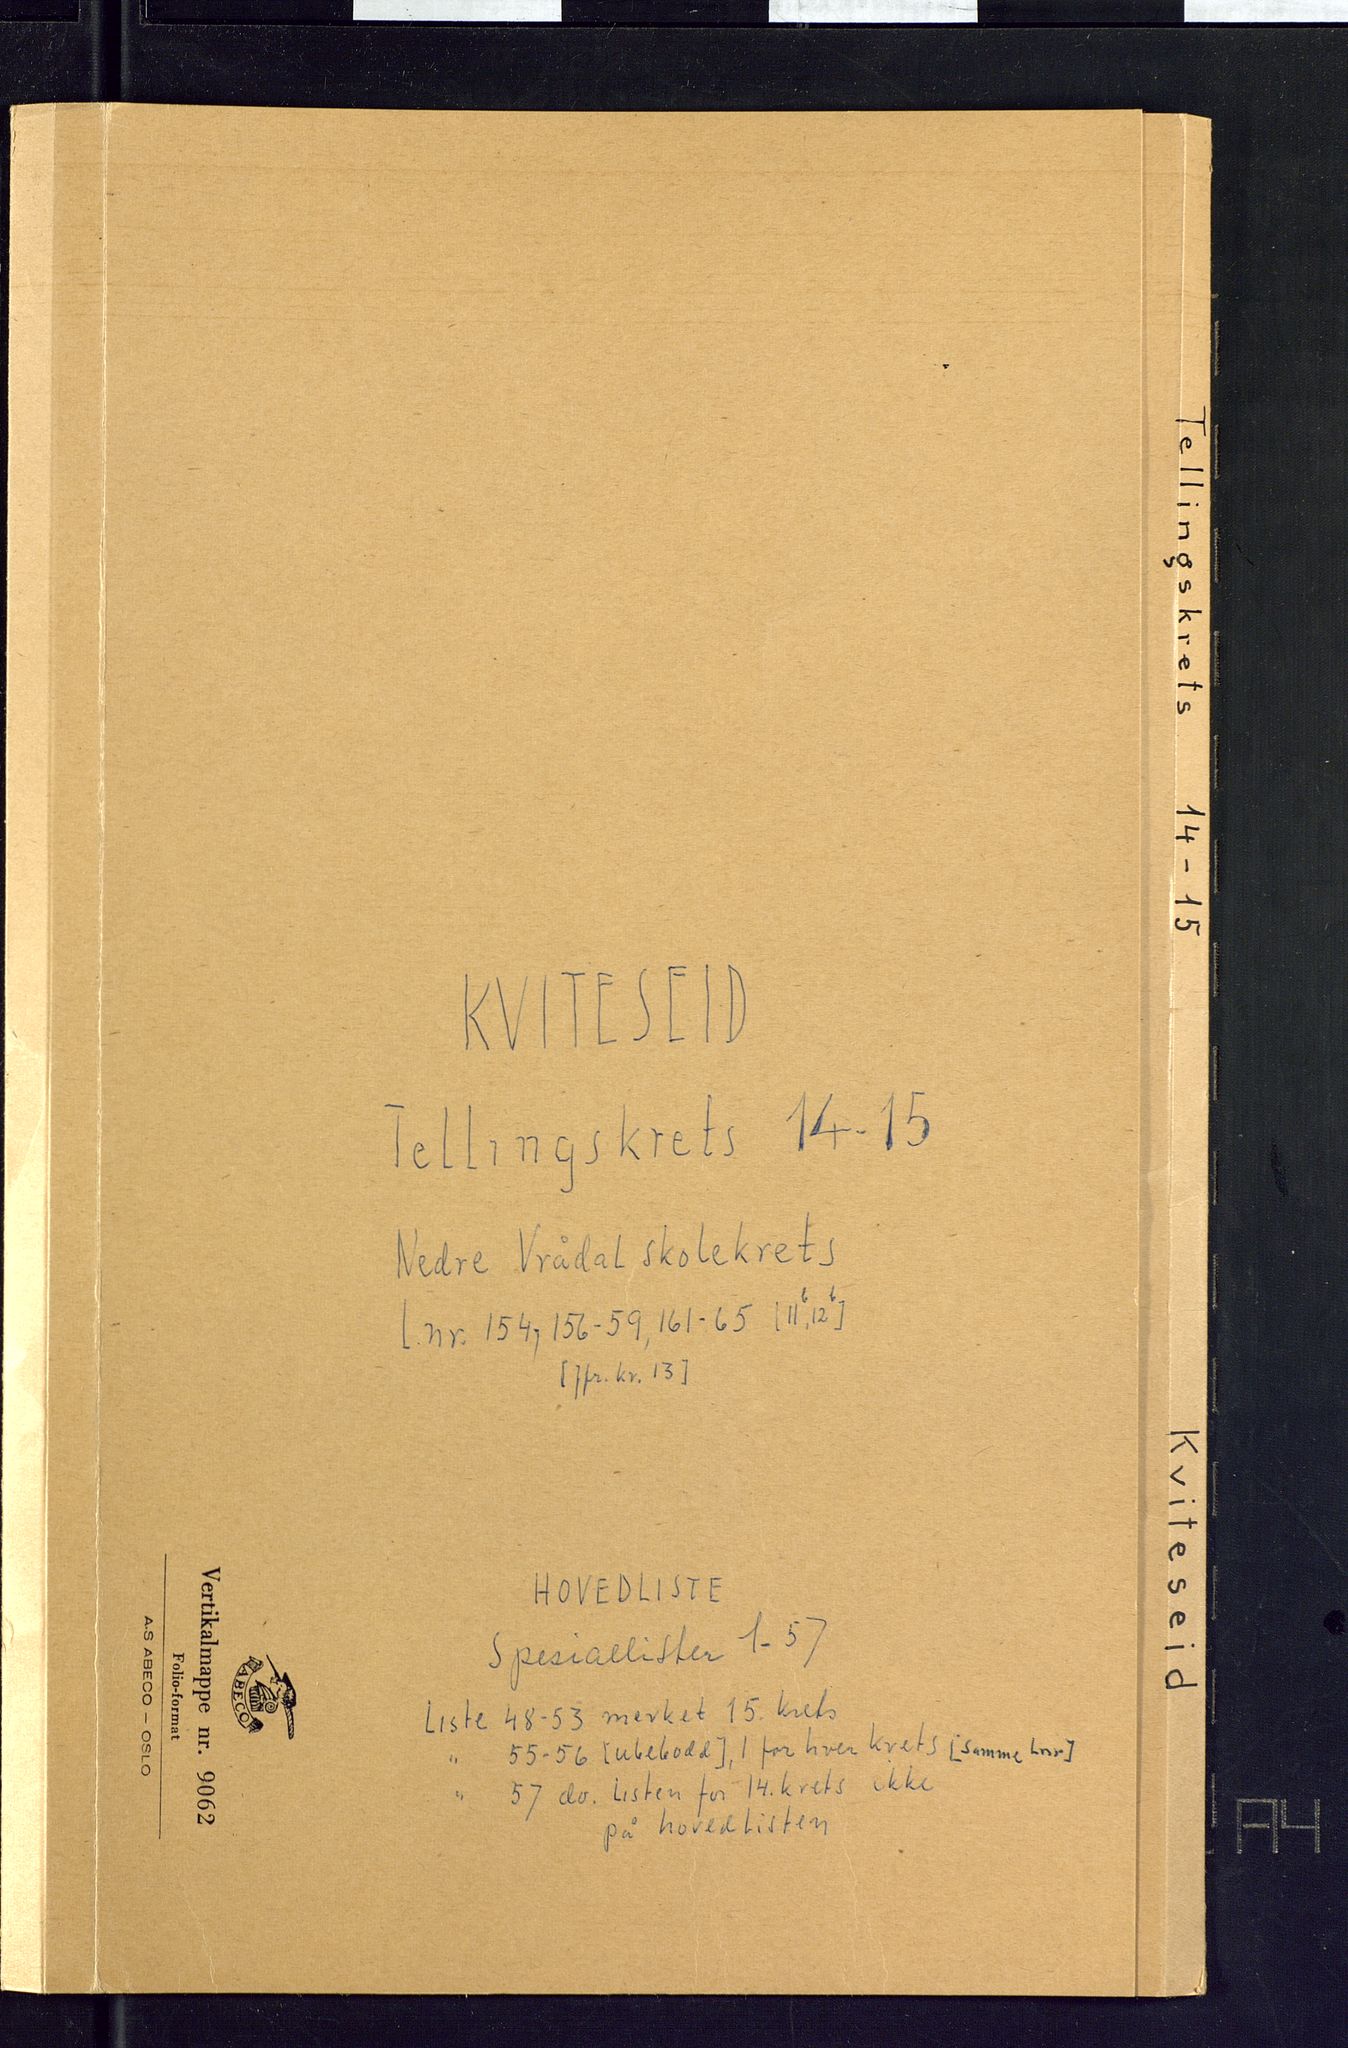 KVITESEID
Tellingskrets 14-15
Nedre Vrådal skolekrets
L.nr. 154, 156-59, 161-65 [11b, 12b]
[Jfr. kr. 13]
HOVEDLISTE
Spesiallister 1-57
Liste 48-53 merket 15. krets
" 55-56 [ubebodd], 1 for hver krets [samme
" 57 do. Listen for 14. krets ikke
på hovedlisten
Tellingskrets 14-15 Kviteseid
ABECO
Vertikalmappe nr. 9062
Folio-format
A.S ABECO – OSLO
A4